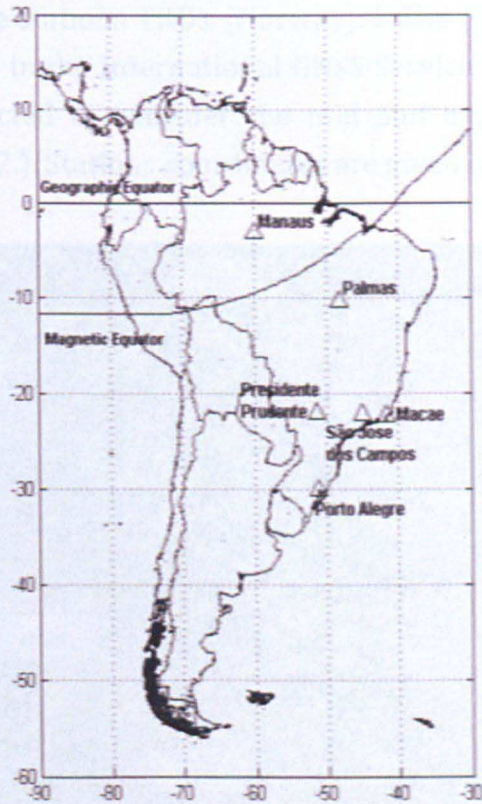 20
10
Geographic Equator
0
Manaus
Palmas
-10
Magnetic Equator
Presidente
Prudente
-20
Macae
São Jose
dos Campos
-30
Porto Alegre
-40
-50
-60
-90
-80
-70
-60
-50
-40
-30